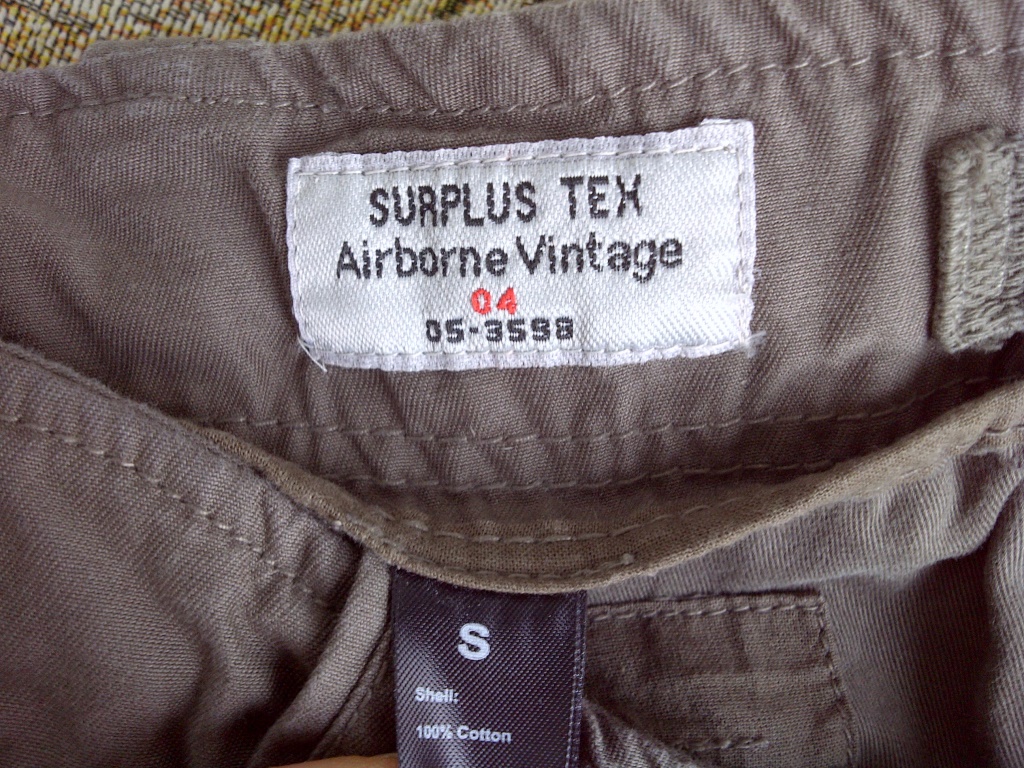 SURPLUS TEX
Airborne Vintage
04
05-3598
S
Shell:
100% Cotton